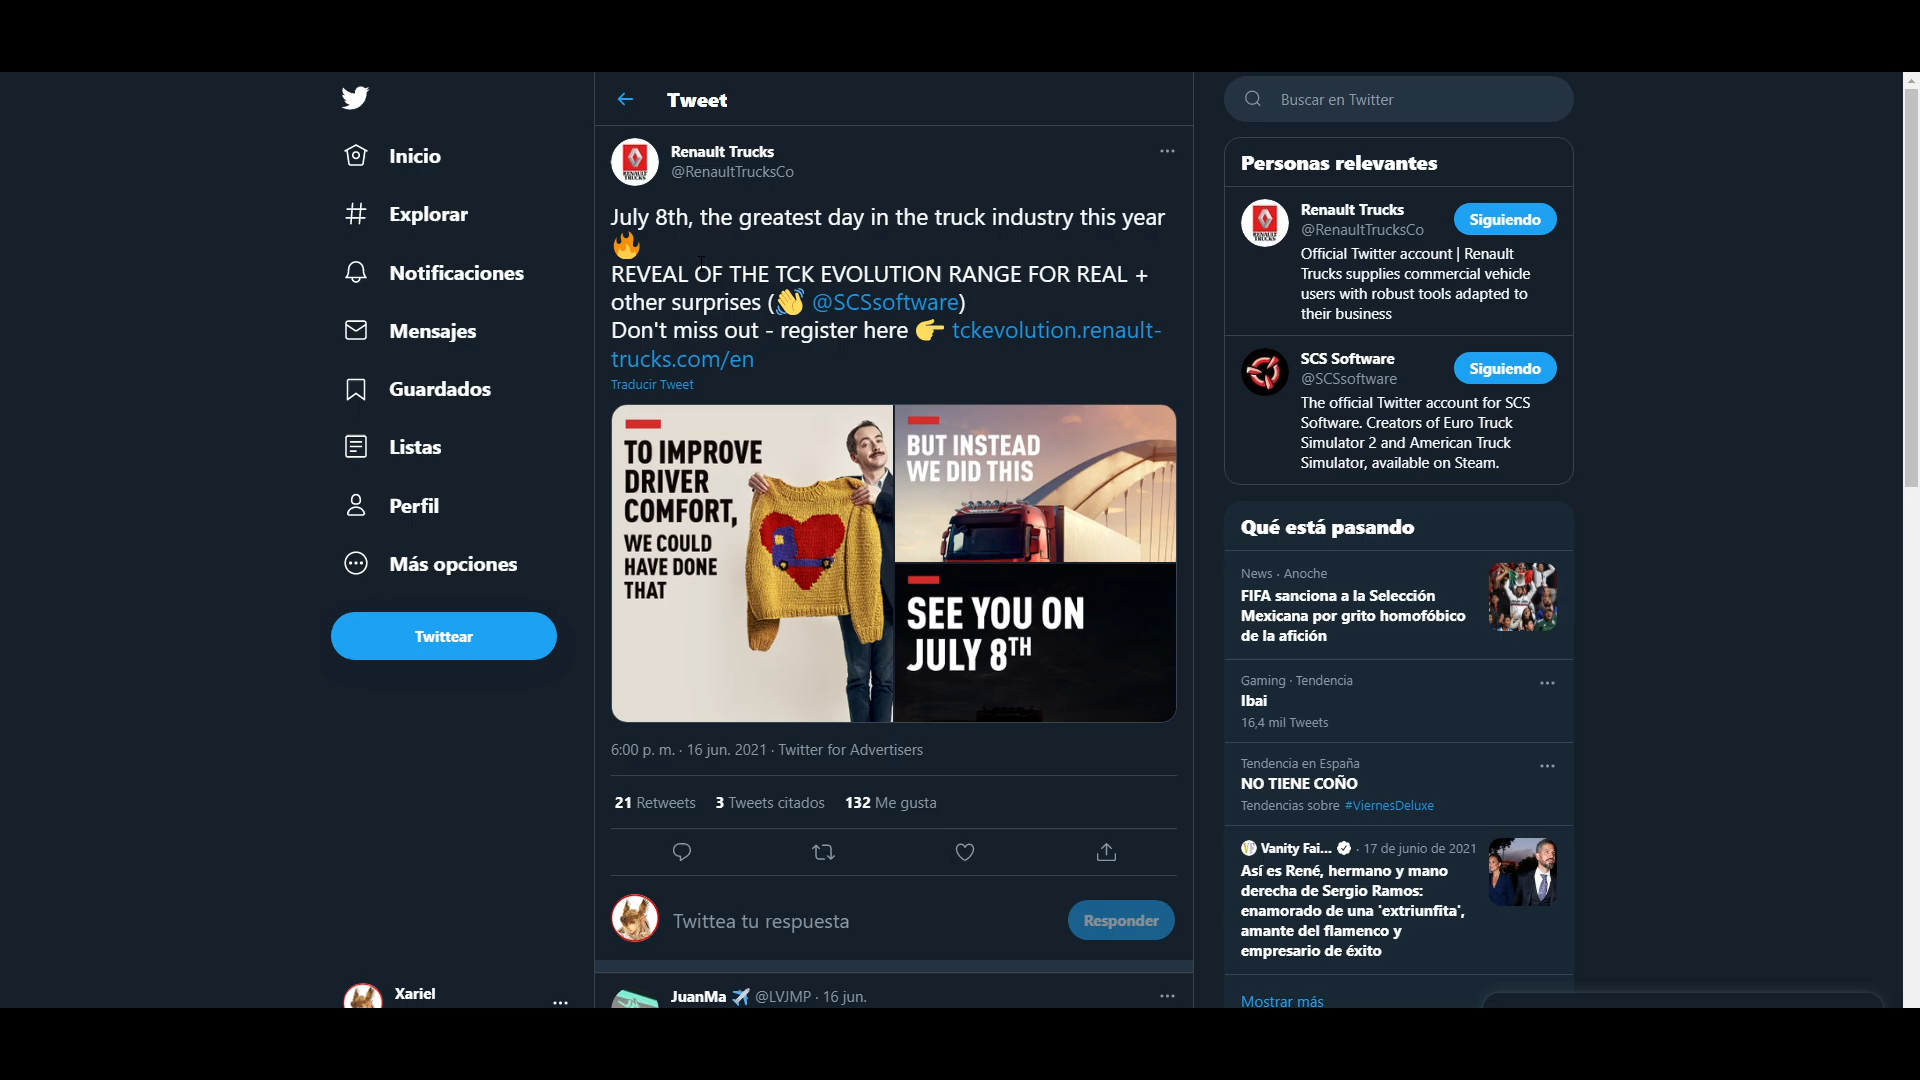 Inicio
Explorar
Notificaciones
Mensajes
Guardados
Listas
Perfil
Más opciones
Twittear
Xariel
Tweet
Renault Trucks
@RenaultTrucksCo
July 8th, the greatest day in the truck industry this year
🔥
REVEAL OF THE TCK EVOLUTION RANGE FOR REAL +
other surprises (👋 @SCSsoftware)
Don't miss out - register here 👉 tckevolution.renault-
trucks.com/en
Traducir Tweet
TO IMPROVE
DRIVER
COMFORT,
WE COULD
HAVE DONE
THAT
BUT INSTEAD
WE DID THIS
SEE YOU ON
JULY 8TH
6:00 p. m. · 16 jun. 2021 · Twitter for Advertisers
21 Retweets 3 Tweets citados 132 Me gusta
Twittea tu respuesta
Responder
JuanMa ✈️ @LVJMP · 16 jun.
Buscar en Twitter
Personas relevantes
Renault Trucks
@RenaultTrucksCo
Siguiendo
Official Twitter account | Renault
Trucks supplies commercial vehicle
users with robust tools adapted to
their business
SCS Software
@SCSsoftware
Siguiendo
The official Twitter account for SCS
Software. Creators of Euro Truck
Simulator 2 and American Truck
Simulator, available on Steam.
Qué está pasando
News · Anoche
FIFA sanciona a la Selección
Mexicana por grito homofóbico
de la afición
Gaming · Tendencia
Ibai
16,4 mil Tweets
Tendencia en España
NO TIENE COÑO
Tendencias sobre #ViernesDeluxe
Vanity Fai... · 17 de junio de 2021
Así es René, hermano y mano
derecha de Sergio Ramos:
enamorado de una 'extriunfita',
amante del flamenco y
empresario de éxito
Mostrar más